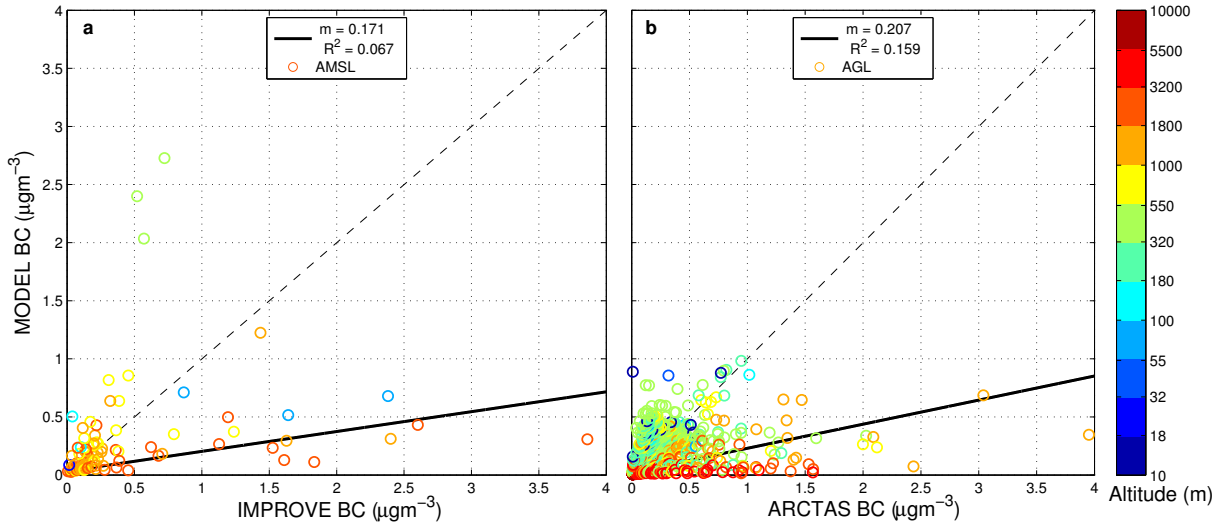 a
m = 0.171
R² = 0.067
AMSL
4
3.5
3
2.5
2
1.5
1
0.5
0
MODEL BC (µgm⁻³)
0 0.5 1 1.5 2 2.5 3 3.5 4
IMPROVE BC (µgm⁻³)
b
m = 0.207
R² = 0.159
AGL
0 0.5 1 1.5 2 2.5 3 3.5 4
ARCTAS BC (µgm⁻³)
10000
5500
3200
1800
1000
550
320
180
100
55
32
18
10
Altitude (m)